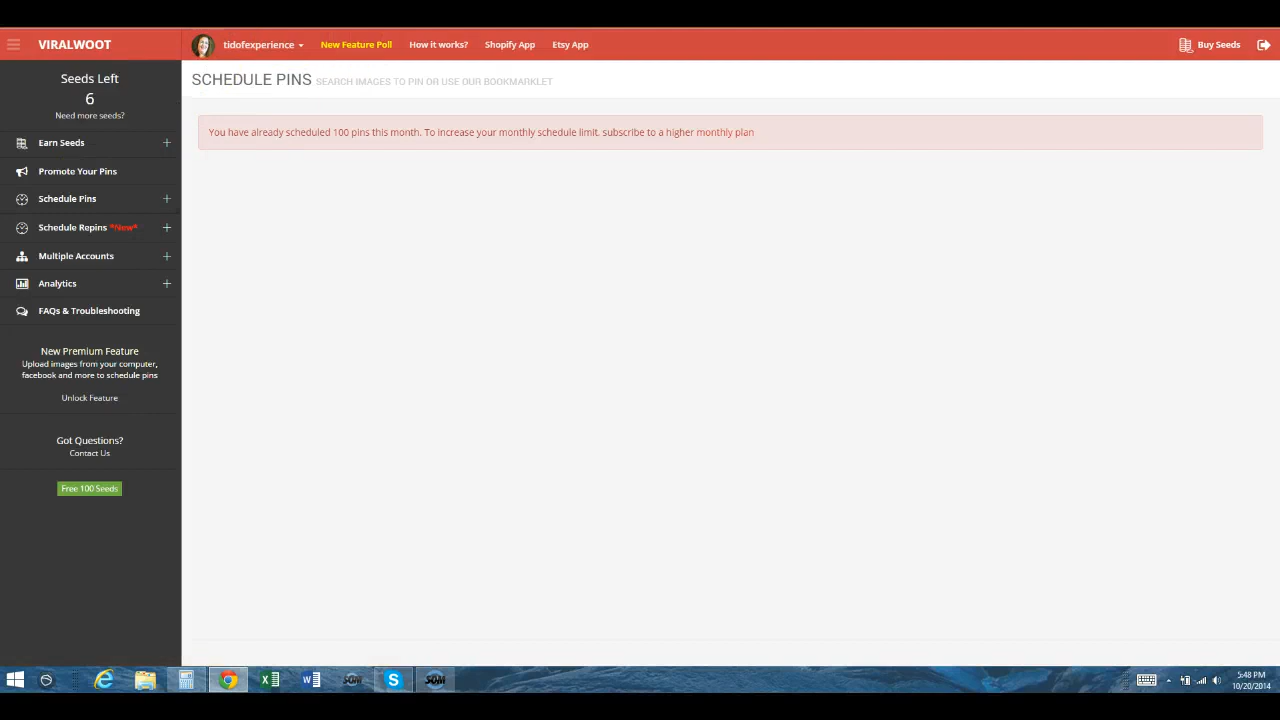 VIRALWOOT
tidofexperience
New Feature Poll
How it works?
Shopify App
Etsy App
Buy Seeds
Seeds Left
6
Need more seeds?
Earn Seeds
Promote Your Pins
Schedule Pins
Schedule Repins *New*
Multiple Accounts
Analytics
FAQs & Troubleshooting
New Premium Feature
Upload images from your computer,
facebook and more to schedule pins
Unlock Feature
Got Questions?
Contact Us
Free 100 Seeds
SCHEDULE PINS SEARCH IMAGES TO PIN OR USE OUR BOOKMARKLET
You have already scheduled 100 pins this month. To increase your monthly schedule limit, subscribe to a higher monthly plan
SOM
SOM
5:48 PM
10/20/2014